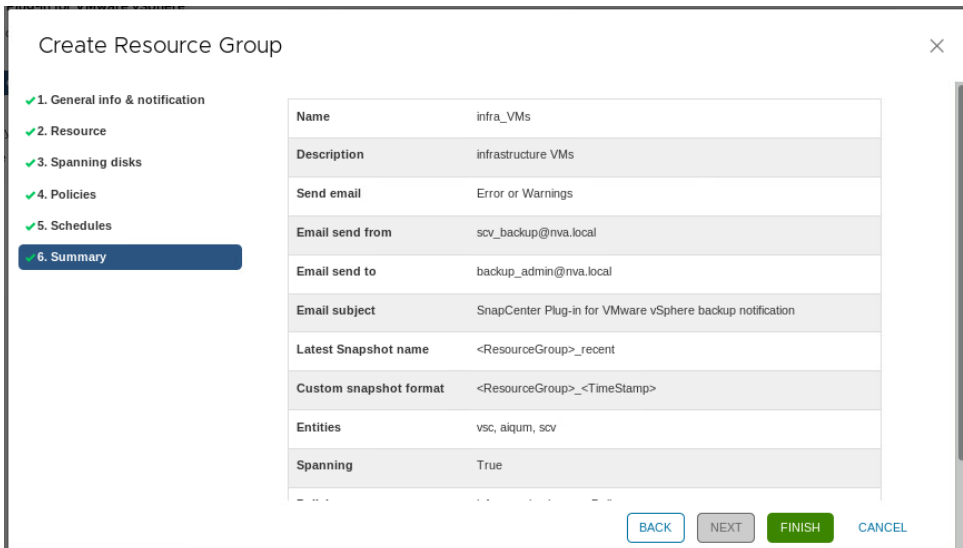 Create Resource Group
1. General info & notification
2. Resource
3. Spanning disks
4. Policies
5. Schedules
6. Summary
Name infra_VMs
Description infrastructure VMs
Send email Error or Warnings
Email send from scv_backup@nva.local
Email send to backup_admin@nva.local
Email subject SnapCenter Plug-in for VMware vSphere backup notification
Latest Snapshot name <ResourceGroup>_recent
Custom snapshot format <ResourceGroup>_<TimeStamp>
Entities vsc, aiqum, scv
Spanning True
BACK NEXT FINISH CANCEL